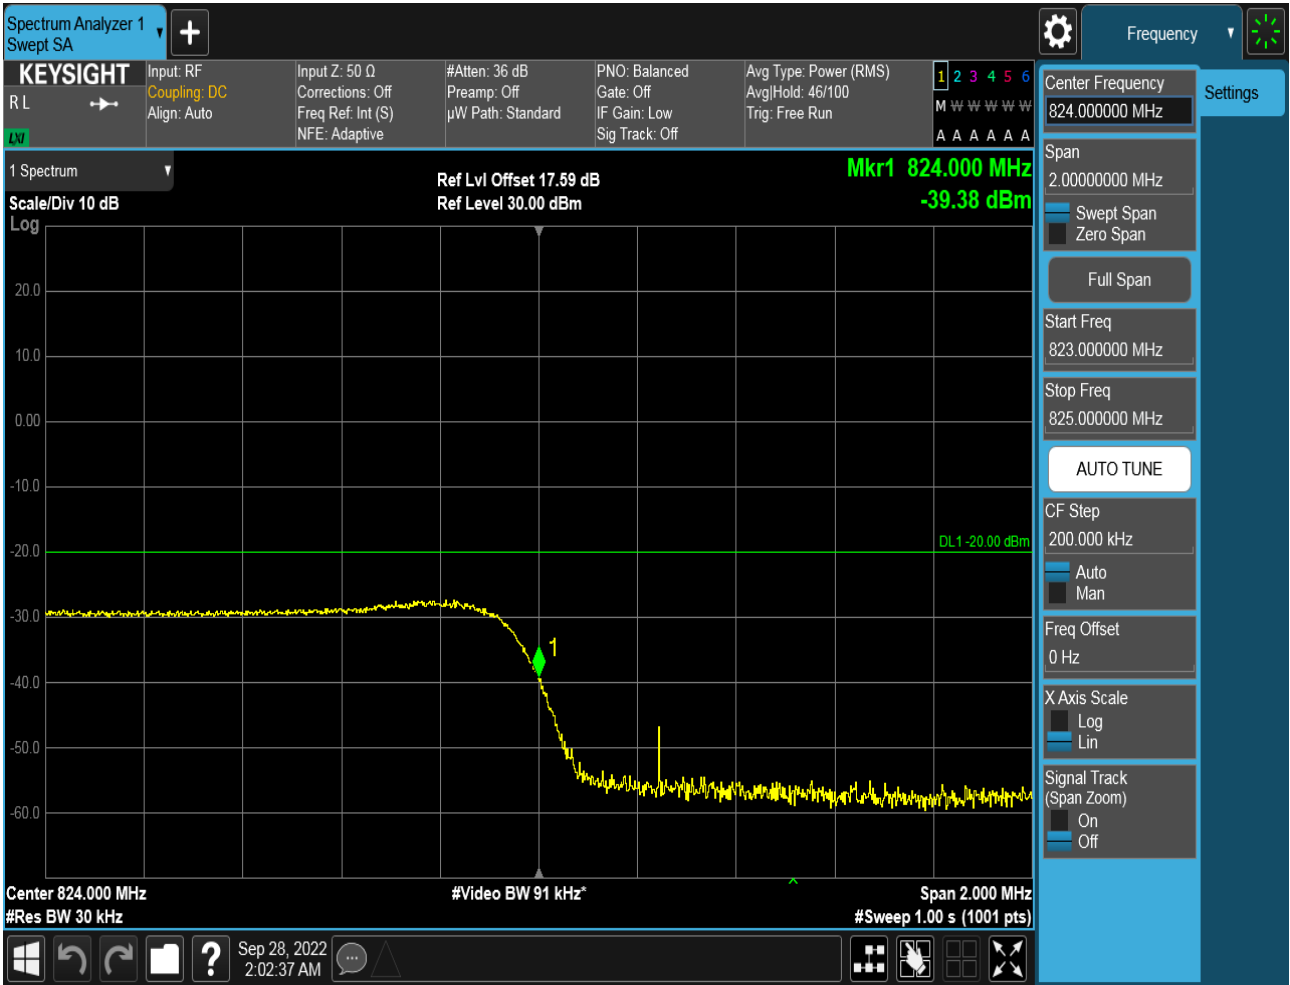 Spectrum Analyzer 1
Swept SA
Frequency
KEYSIGHT
R L
LXI
Input: RF
Coupling: DC
Align: Auto
Input Z: 50 Ω
Corrections: Off
Freq Ref: Int (S)
NFE: Adaptive
#Atten: 36 dB
Preamp: Off
µW Path: Standard
PNO: Balanced
Gate: Off
IF Gain: Low
Sig Track: Off
Avg Type: Power (RMS)
Avg|Hold: 46/100
Trig: Free Run
1 2 3 4 5 6
M W W W W W
A A A A A A
1 Spectrum
Scale/Div 10 dB
Log
Ref Lvl Offset 17.59 dB
Ref Level 30.00 dBm
Mkr1 824.000 MHz
-39.38 dBm
20.0
10.0
0.00
-10.0
-20.0
DL1 -20.00 dBm
-30.0
1
-40.0
-50.0
-60.0
Center 824.000 MHz
#Video BW 91 kHz*
Span 2.000 MHz
#Res BW 30 kHz
#Sweep 1.00 s (1001 pts)
Sep 28, 2022
2:02:37 AM
Center Frequency
824.000000 MHz
Settings
Span
2.00000000 MHz
Swept Span
Zero Span
Full Span
Start Freq
823.000000 MHz
Stop Freq
825.000000 MHz
AUTO TUNE
CF Step
200.000 kHz
Auto
Man
Freq Offset
0 Hz
X Axis Scale
Log
Lin
Signal Track
(Span Zoom)
On
Off